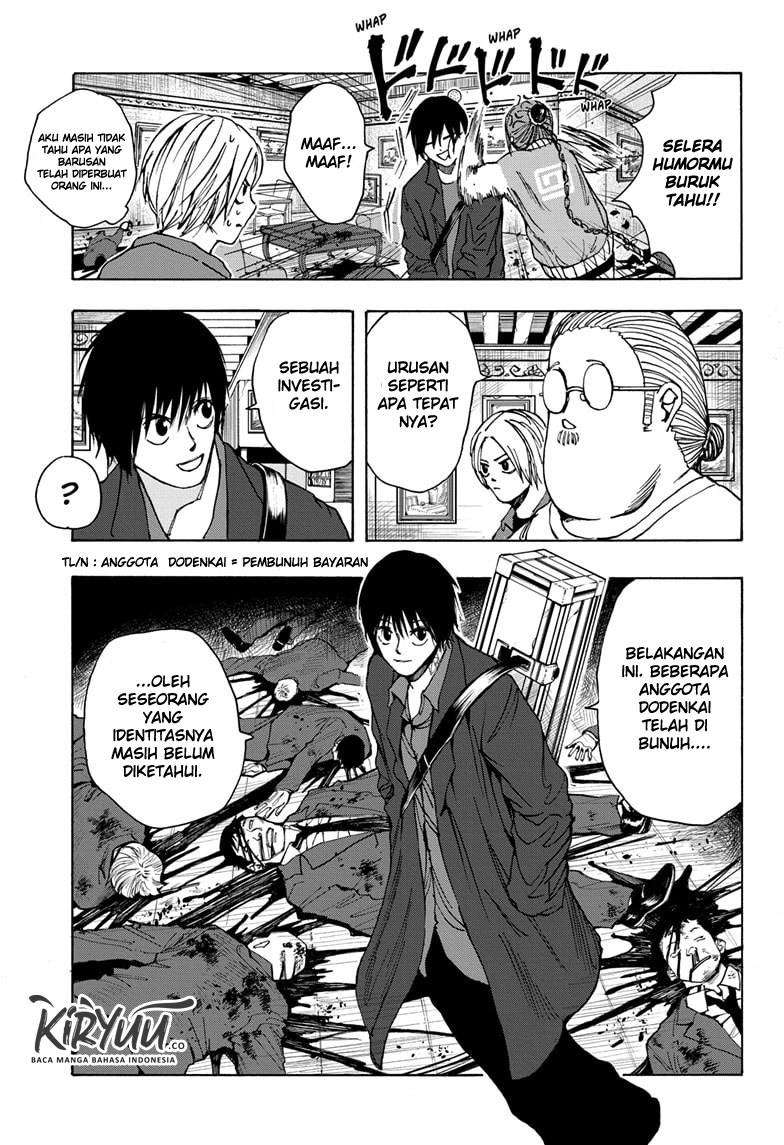 WHAP
WHAP
WHAP
WHAP
ドドドドド
SELERA
HUMORMU
BURUK
TAHU!!
MAAF...
MAAF!
AKU MASIH TIDAK
TAHU APA YANG
BARUSAN
TELAH DIPERBUAT
ORANG INI...
URUSAN
SEPERTI
APA TEPAT
NYA?
SEBUAH
INVESTI-
GASI.
?
TL/N : ANGGOTA DODENKAI = PEMBUNUH BAYARAN
BELAKANGAN
INI. BEBERAPA
ANGGOTA
DODENKAI
TELAH DI
BUNUH....
...OLEH
SESEORANG
YANG
IDENTITASNYA
MASIH BELUM
DIKETAHUI.
KIRYUU.CO
BACA MANGA BAHASA INDONESIA